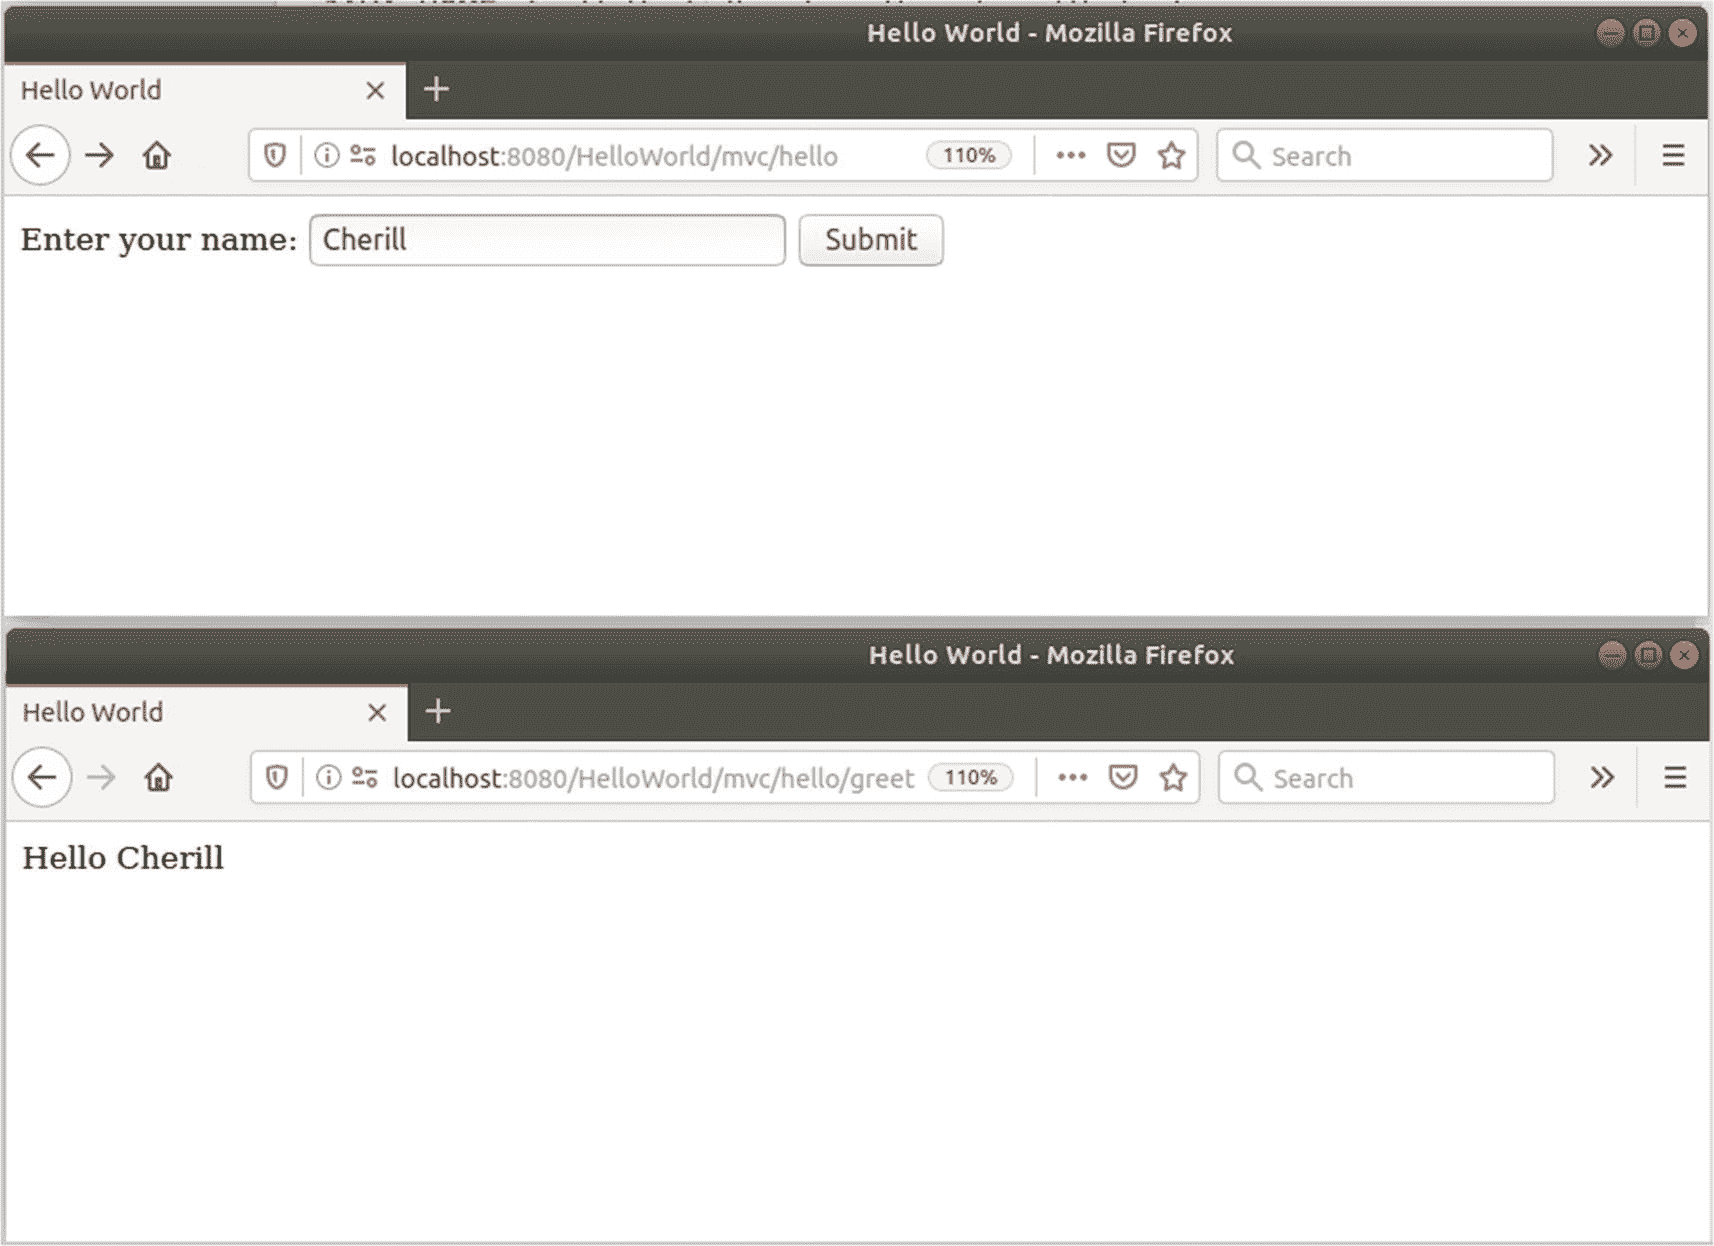 Hello World - Mozilla Firefox
Hello World
localhost:8080/HelloWorld/mvc/hello 110% Search
Enter your name: Cherill Submit
Hello World - Mozilla Firefox
Hello World
localhost:8080/HelloWorld/mvc/hello/greet 110% Search
Hello Cherill